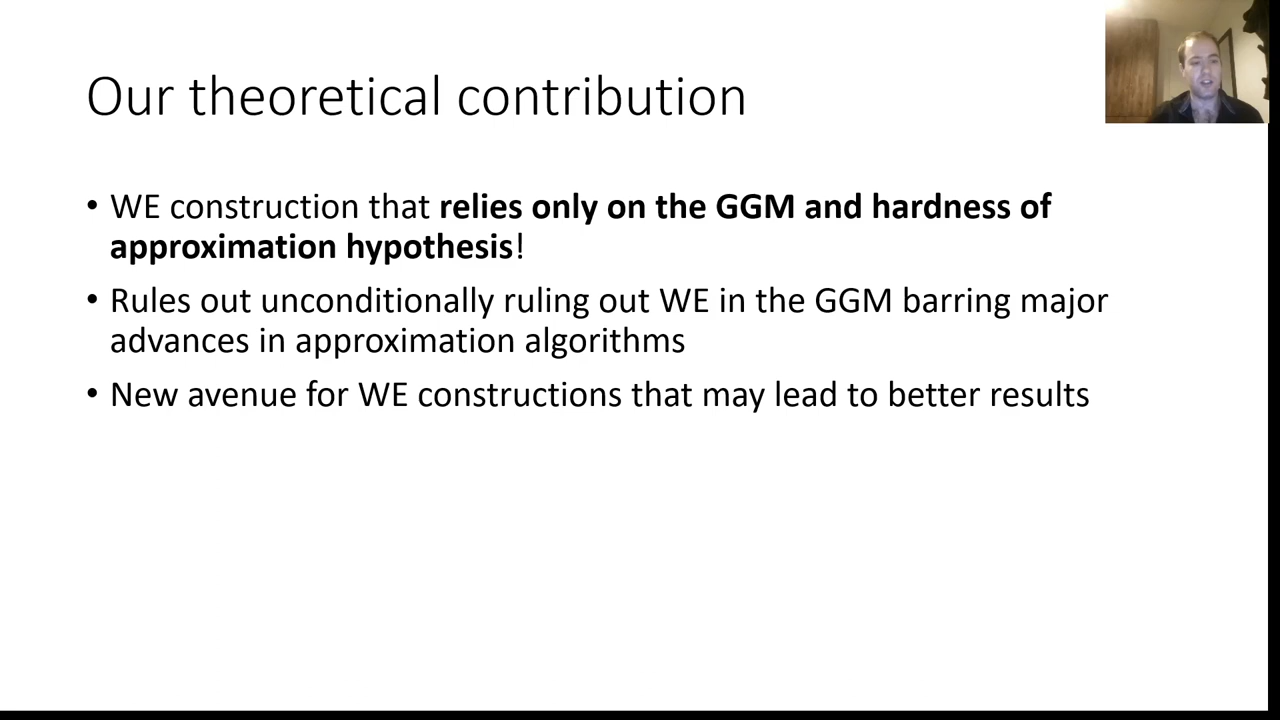 Our theoretical contribution
• WE construction that relies only on the GGM and hardness of
approximation hypothesis!
• Rules out unconditionally ruling out WE in the GGM barring major
advances in approximation algorithms
• New avenue for WE constructions that may lead to better results